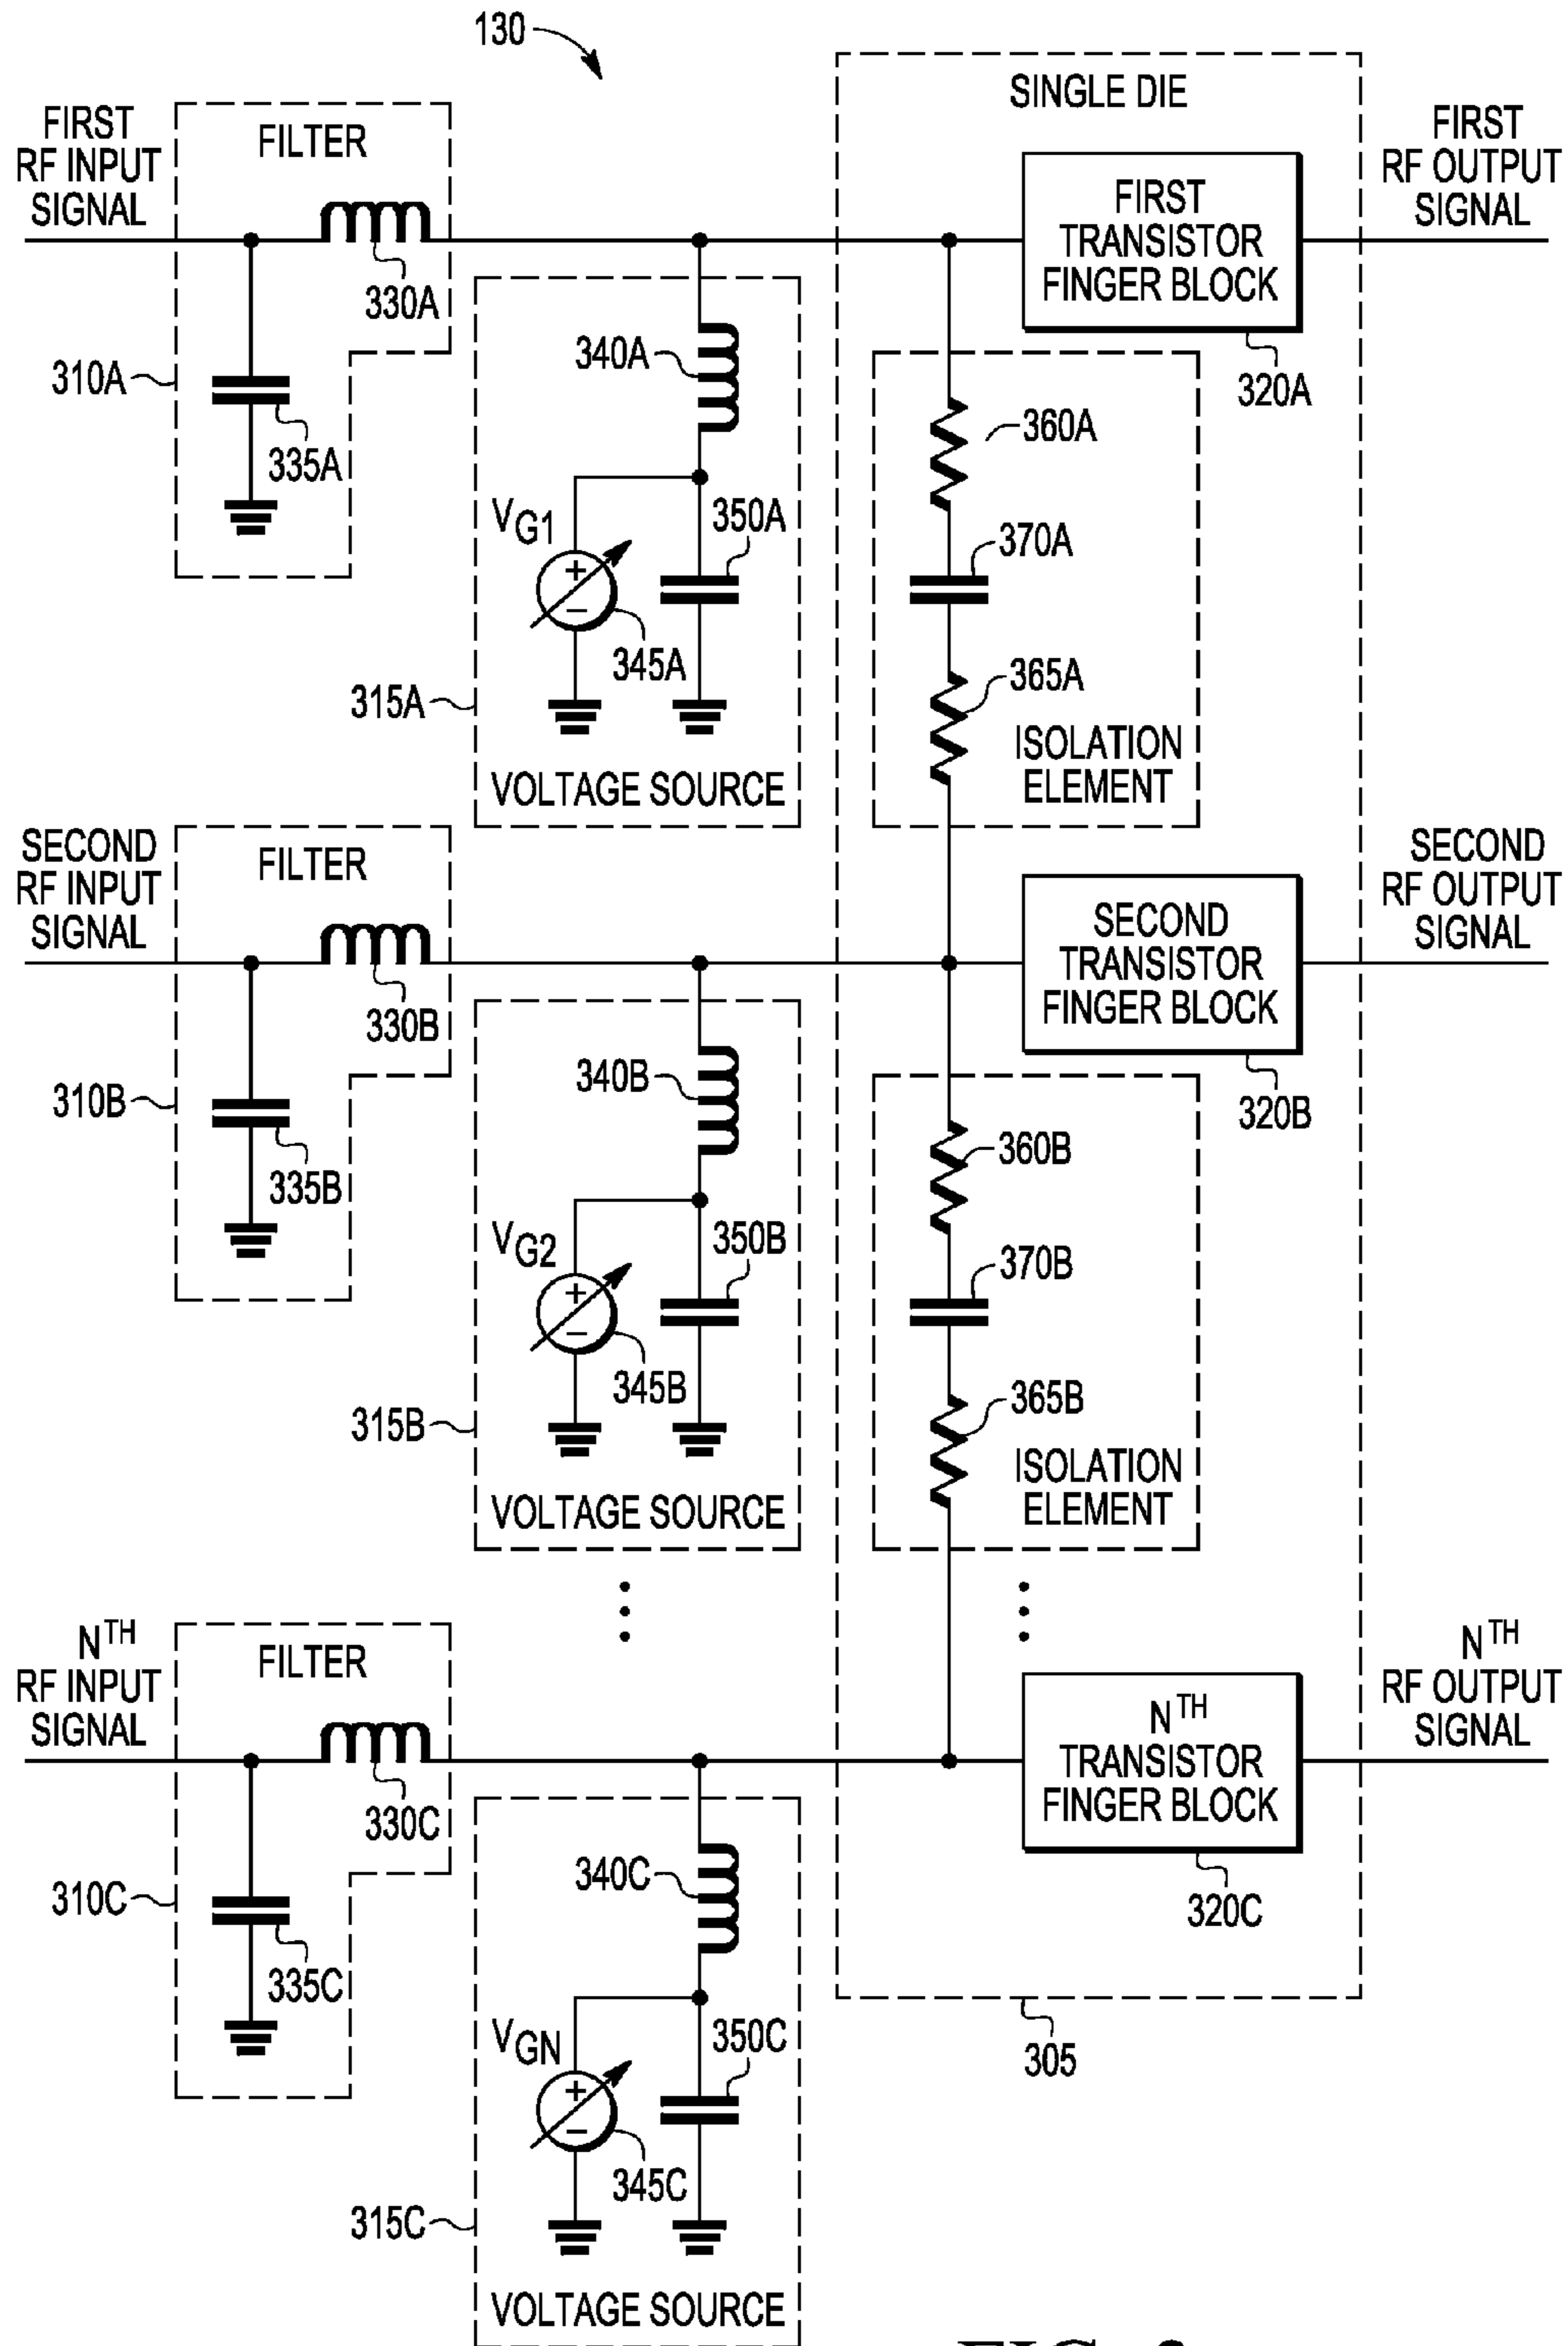 130
SINGLE DIE
FIRST
RF INPUT
SIGNAL
FILTER
330A
310A
335A
340A
VG1
+
−
350A
345A
315A
VOLTAGE SOURCE
FIRST
TRANSISTOR
FINGER BLOCK
320A
FIRST
RF OUTPUT
SIGNAL
360A
370A
365A
ISOLATION
ELEMENT
SECOND
RF INPUT
SIGNAL
FILTER
330B
310B
335B
340B
VG2
+
−
350B
345B
315B
VOLTAGE SOURCE
SECOND
TRANSISTOR
FINGER BLOCK
320B
SECOND
RF OUTPUT
SIGNAL
360B
370B
365B
ISOLATION
ELEMENT
NTH
RF INPUT
SIGNAL
FILTER
330C
310C
335C
340C
VGN
+
−
350C
345C
315C
VOLTAGE SOURCE
NTH
TRANSISTOR
FINGER BLOCK
320C
NTH
RF OUTPUT
SIGNAL
305